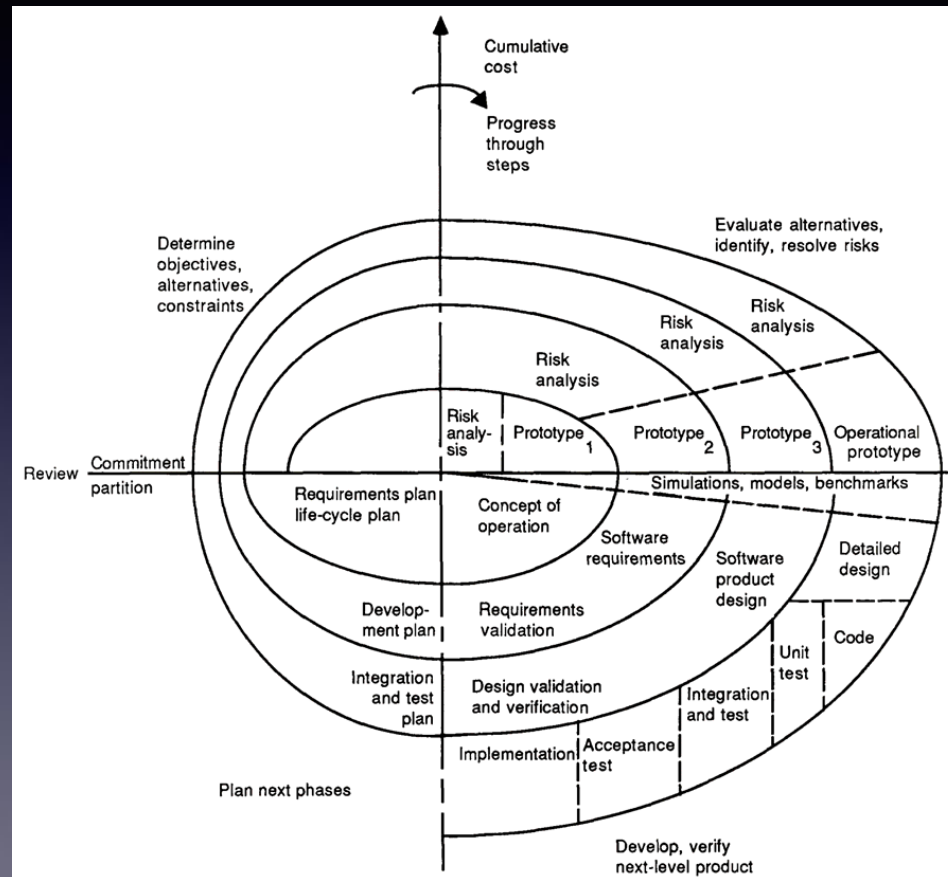 Cumulative
cost
Progress
through
steps
Determine
objectives,
alternatives,
constraints
Evaluate alternatives,
identify, resolve risks
Risk
analysis
Risk
analysis
Risk
analysis
Risk
analy-
sis
Prototype 1
Prototype 2
Prototype 3
Operational
prototype
Review
Commitment
partition
Simulations, models, benchmarks
Requirements plan
life-cycle plan
Concept of
operation
Software
requirements
Software
product
design
Detailed
design
Develop-
ment plan
Requirements
validation
Code
Unit
test
Integration
and test
plan
Design validation
and verification
Integration
and test
Acceptance
test
Implementation
Plan next phases
Develop, verify
next-level product